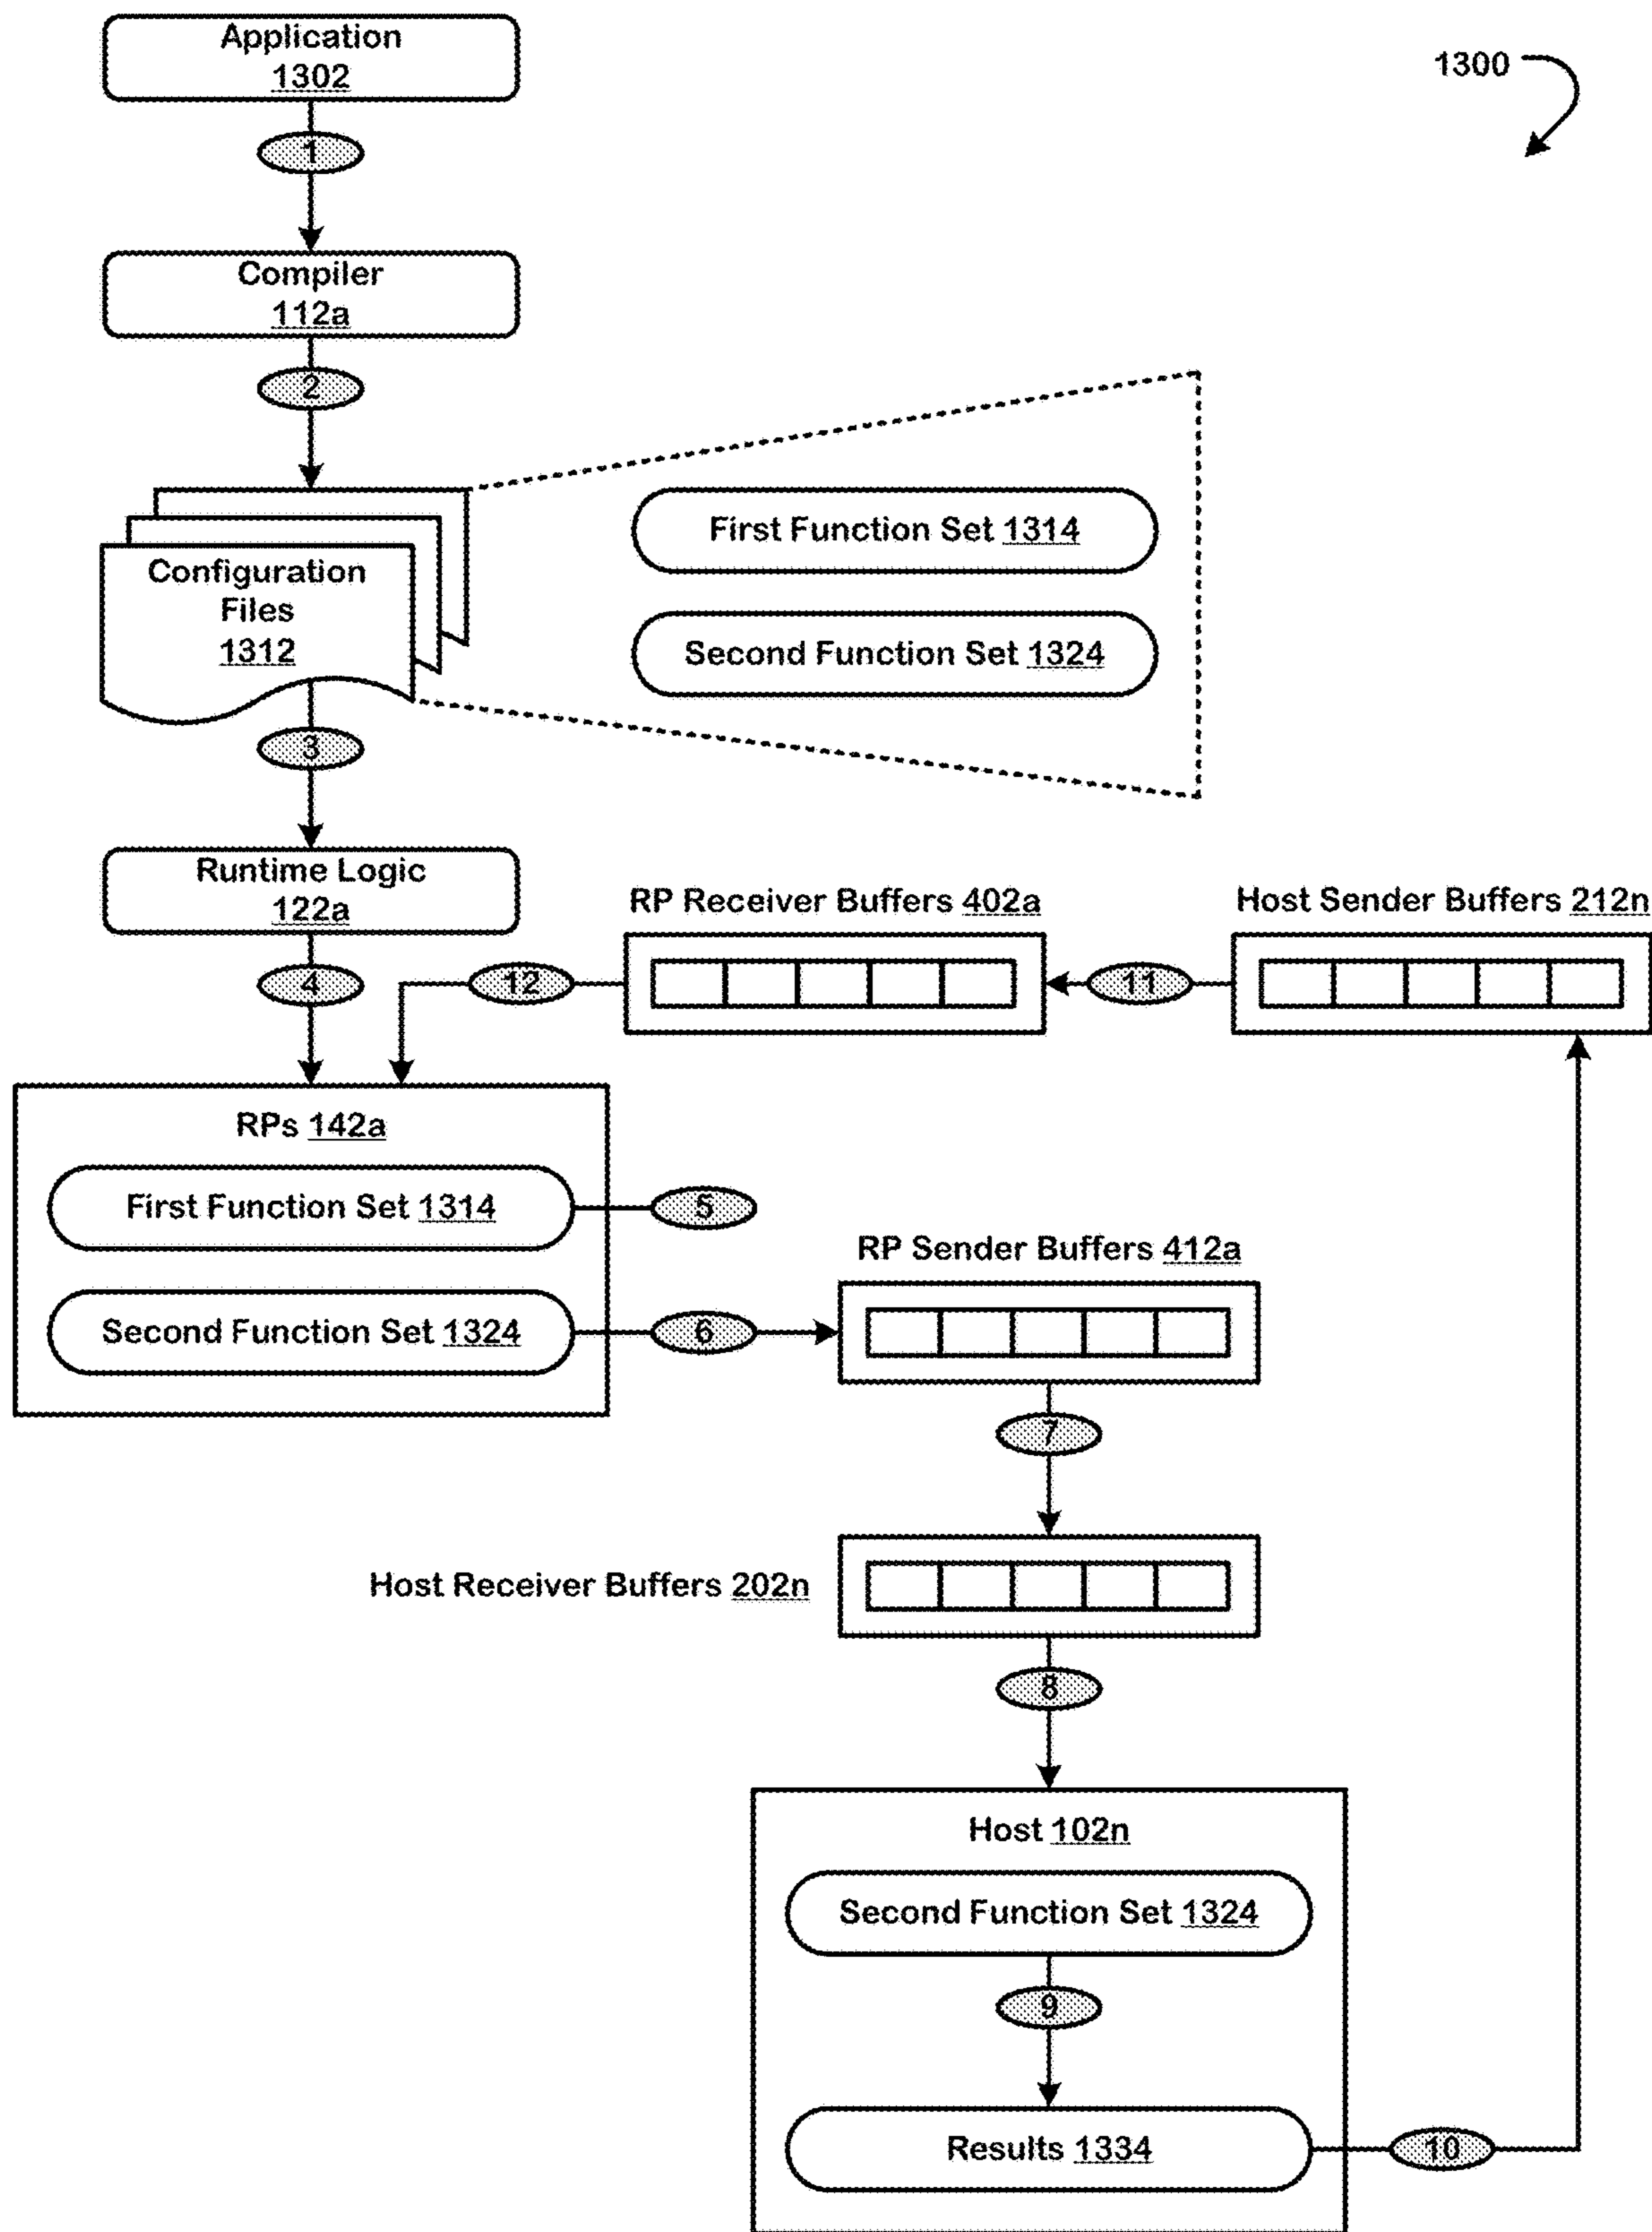 Application
1302
1300
1
Compiler
112a
2
First Function Set 1314
Configuration
Files
1312
Second Function Set 1324
3
Runtime Logic
122a
RP Receiver Buffers 402a
Host Sender Buffers 212n
4
12
11
RPs 142a
First Function Set 1314
5
RP Sender Buffers 412a
Second Function Set 1324
6
7
Host Receiver Buffers 202n
8
Host 102n
Second Function Set 1324
9
Results 1334
10